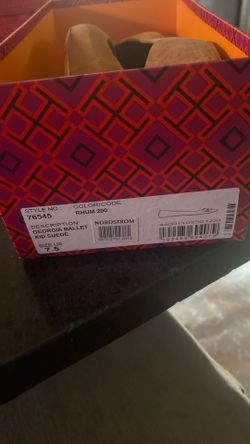 STYLE NO. COLOR/CODE
76545 RHUM 200
DESCRIPTION NORDSTROM
GEORGIA BALLET
KID SUEDE
SIZE US
7.5